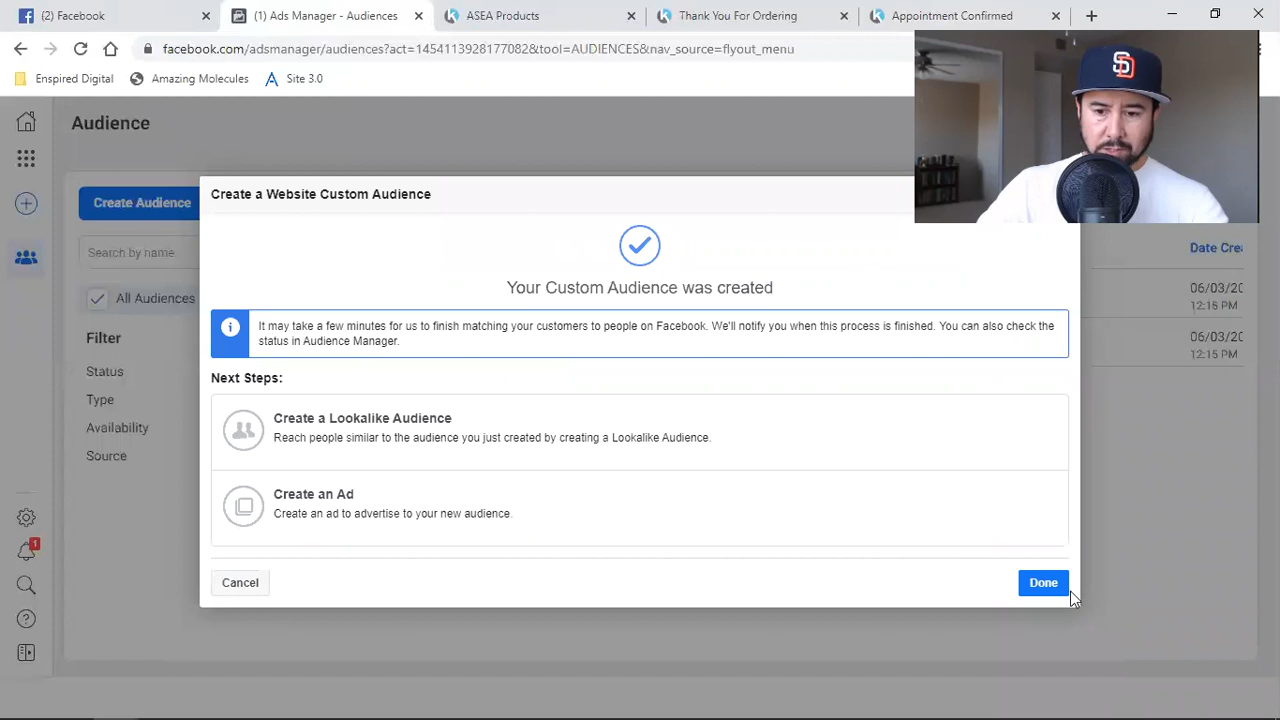 (2) Facebook
(1) Ads Manager - Audiences
ASEA Products
Thank You For Ordering
Appointment Confirmed
facebook.com/adsmanager/audiences?act=1454113928177082&tool=AUDIENCES&nav_source=flyout_menu
Enspired Digital
Amazing Molecules
Site 3.0
Audience
Create Audience
Search by name
All Audiences
Filter
Status
Type
Availability
Source
Create a Website Custom Audience
Your Custom Audience was created
It may take a few minutes for us to finish matching your customers to people on Facebook. We'll notify you when this process is finished. You can also check the
status in Audience Manager.
Next Steps:
Create a Lookalike Audience
Reach people similar to the audience you just created by creating a Lookalike Audience.
Create an Ad
Create an ad to advertise to your new audience.
Cancel
Done
Date Cre
06/03/20
12:16 PM
06/03/20
12:15 PM
1
SD